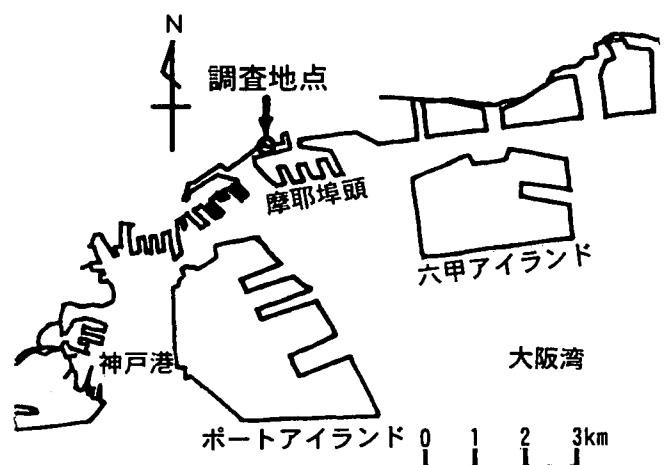 N
調査地点
摩耶埠頭
六甲アイランド
神戸港
大阪湾
ポートアイランド
0 1 2 3km